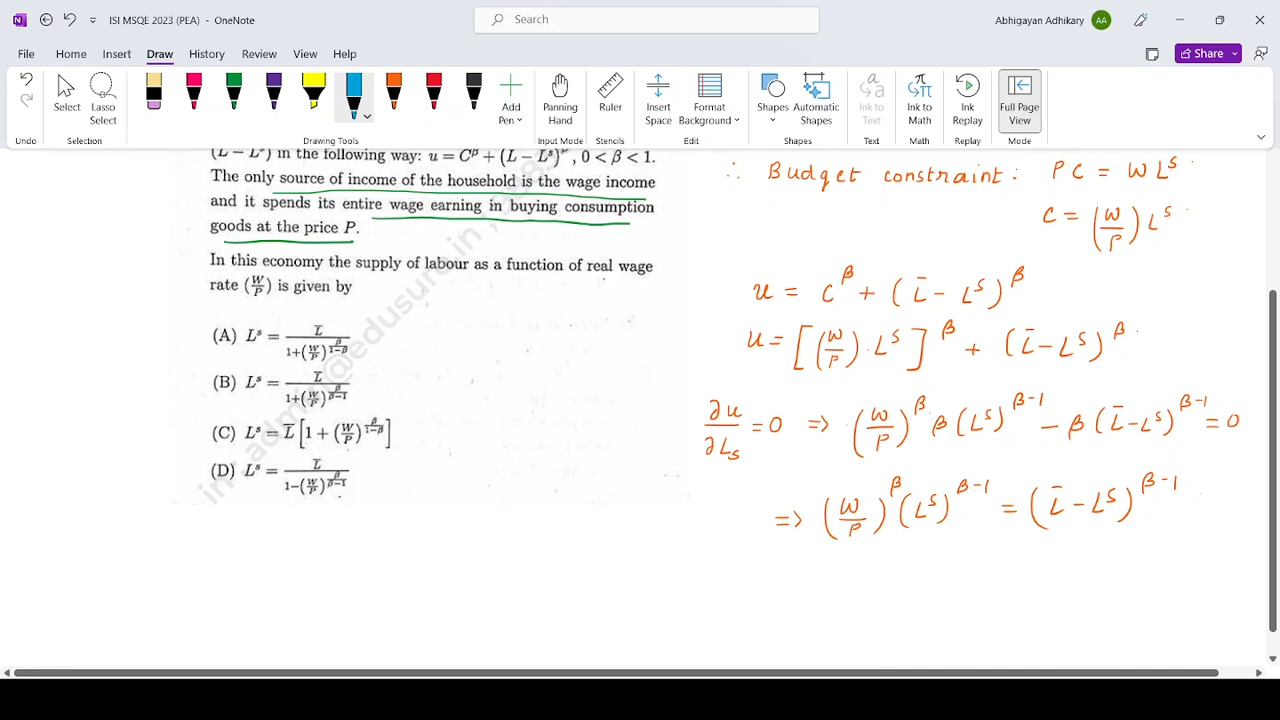 ISI MSQE 2023 (PEA) - OneNote
Search
Abhigayan Adhikary
AA
File Home Insert Draw History Review View Help
Share
Undo
Select
Lasso Select
Add Pen
Panning Hand
Ruler
Insert Space
Format Background
Shapes
Automatic Shapes
Ink to Text
Ink to Math
Ink Replay
Full Page View
Undo Selection Drawing Tools Input Mode Stencils Edit Shapes Convert Replay Mode
in the following way: u = C^β + (L̄ − L^s)^β, 0 < β < 1.
The only source of income of the household is the wage income
and it spends its entire wage earning in buying consumption
goods at the price P.
In this economy the supply of labour as a function of real wage
rate (W/P) is given by
(A) L^s = L̄ / (1+(W/P)^(β/(1−β)))
(B) L^s = L̄ / (1+(W/P)^(β/(β−1)))
(C) L^s = L̄ [1 + (W/P)^(β/(1−β))]
(D) L^s = L̄ / (1−(W/P)^(β/(β−1)))
∴ Budget constraint: PC = WL^S
C = (W/P) L^S
u = C^β + (L̄ − L^S)^β
u = [(W/P) · L^S]^β + (L̄ − L^S)^β
∂u/∂L_S = 0 => (W/P)^β β (L^S)^(β−1) − β (L̄ − L^S)^(β−1) = 0
=> (W/P)^β (L^S)^(β−1) = (L̄ − L^S)^(β−1)